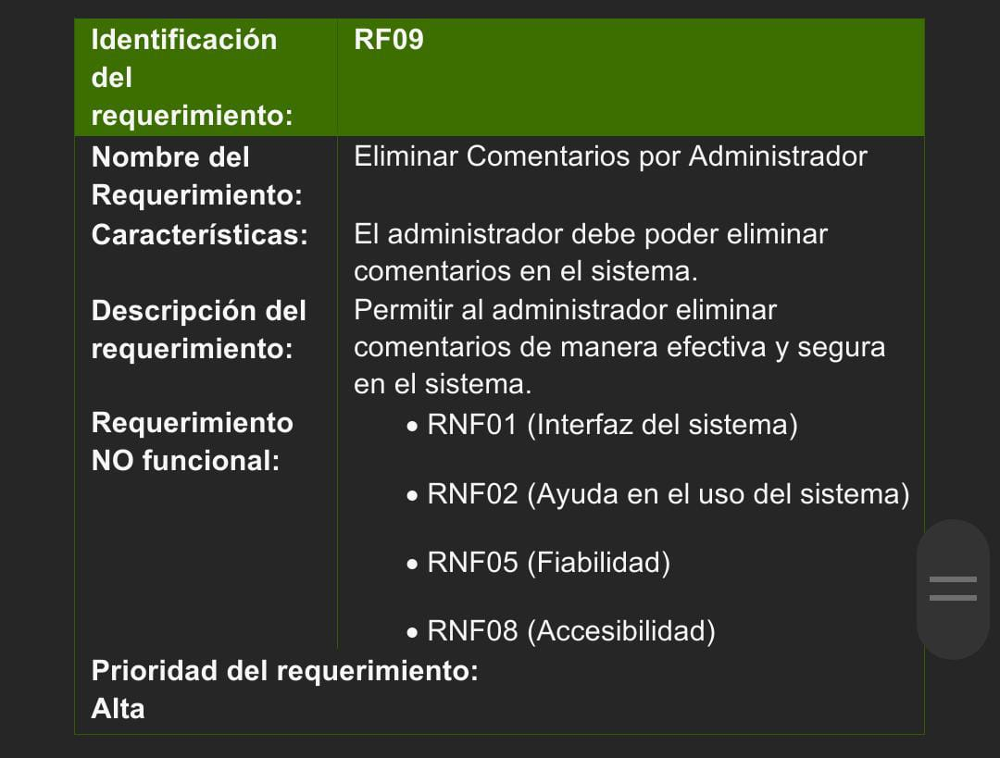 Identificación
del
requerimiento:
RF09
Nombre del
Requerimiento:
Eliminar Comentarios por Administrador
Características:
El administrador debe poder eliminar
comentarios en el sistema.
Descripción del
requerimiento:
Permitir al administrador eliminar
comentarios de manera efectiva y segura
en el sistema.
Requerimiento
NO funcional:
• RNF01 (Interfaz del sistema)
• RNF02 (Ayuda en el uso del sistema)
• RNF05 (Fiabilidad)
• RNF08 (Accesibilidad)
Prioridad del requerimiento:
Alta